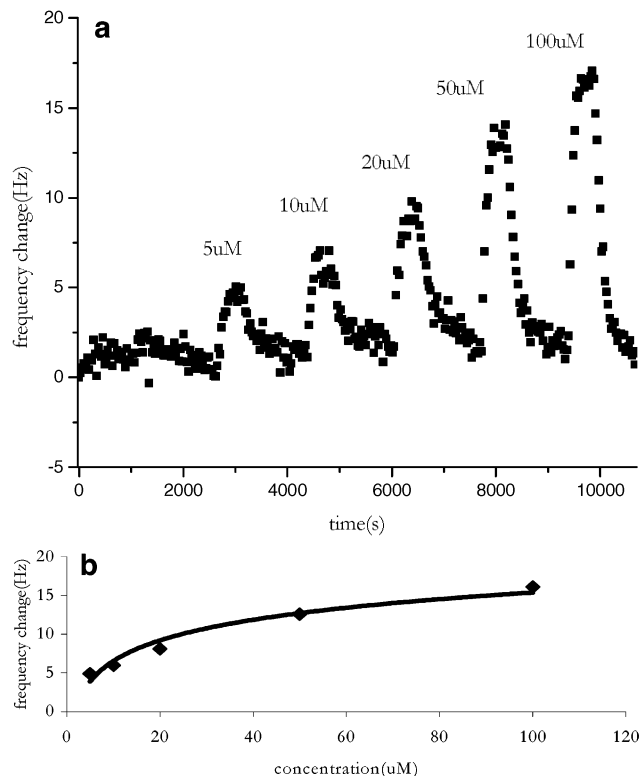 a
20
15
10
5
0
-5
frequency change(Hz)
5uM
10uM
20uM
50uM
100uM
0 2000 4000 6000 8000 10000
time(s)
b
20
15
10
5
0
frequency change(Hz)
0 20 40 60 80 100 120
concentration(uM)